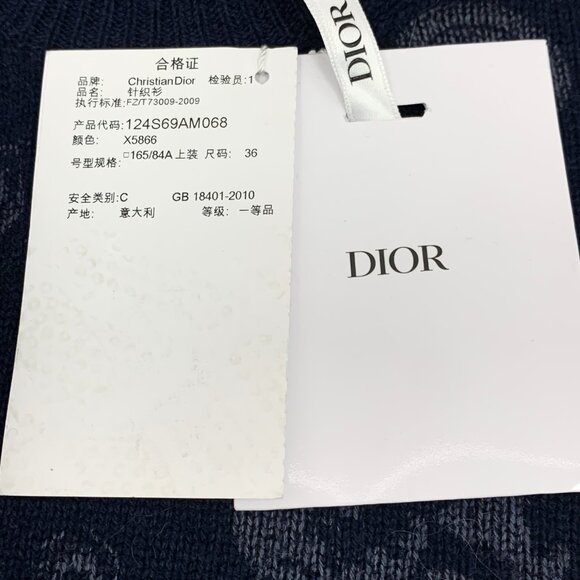 合格证
品牌: Christian Dior 检验员:1
品名: 针织衫
执行标准:FZ/T73009-2009
产品代码:124S69AM068
颜色: X5866
号型规格:□165/84A上装 尺码: 36
安全类别:C GB 18401-2010
产地: 意大利 等级: 一等品
DIOR
DIOR